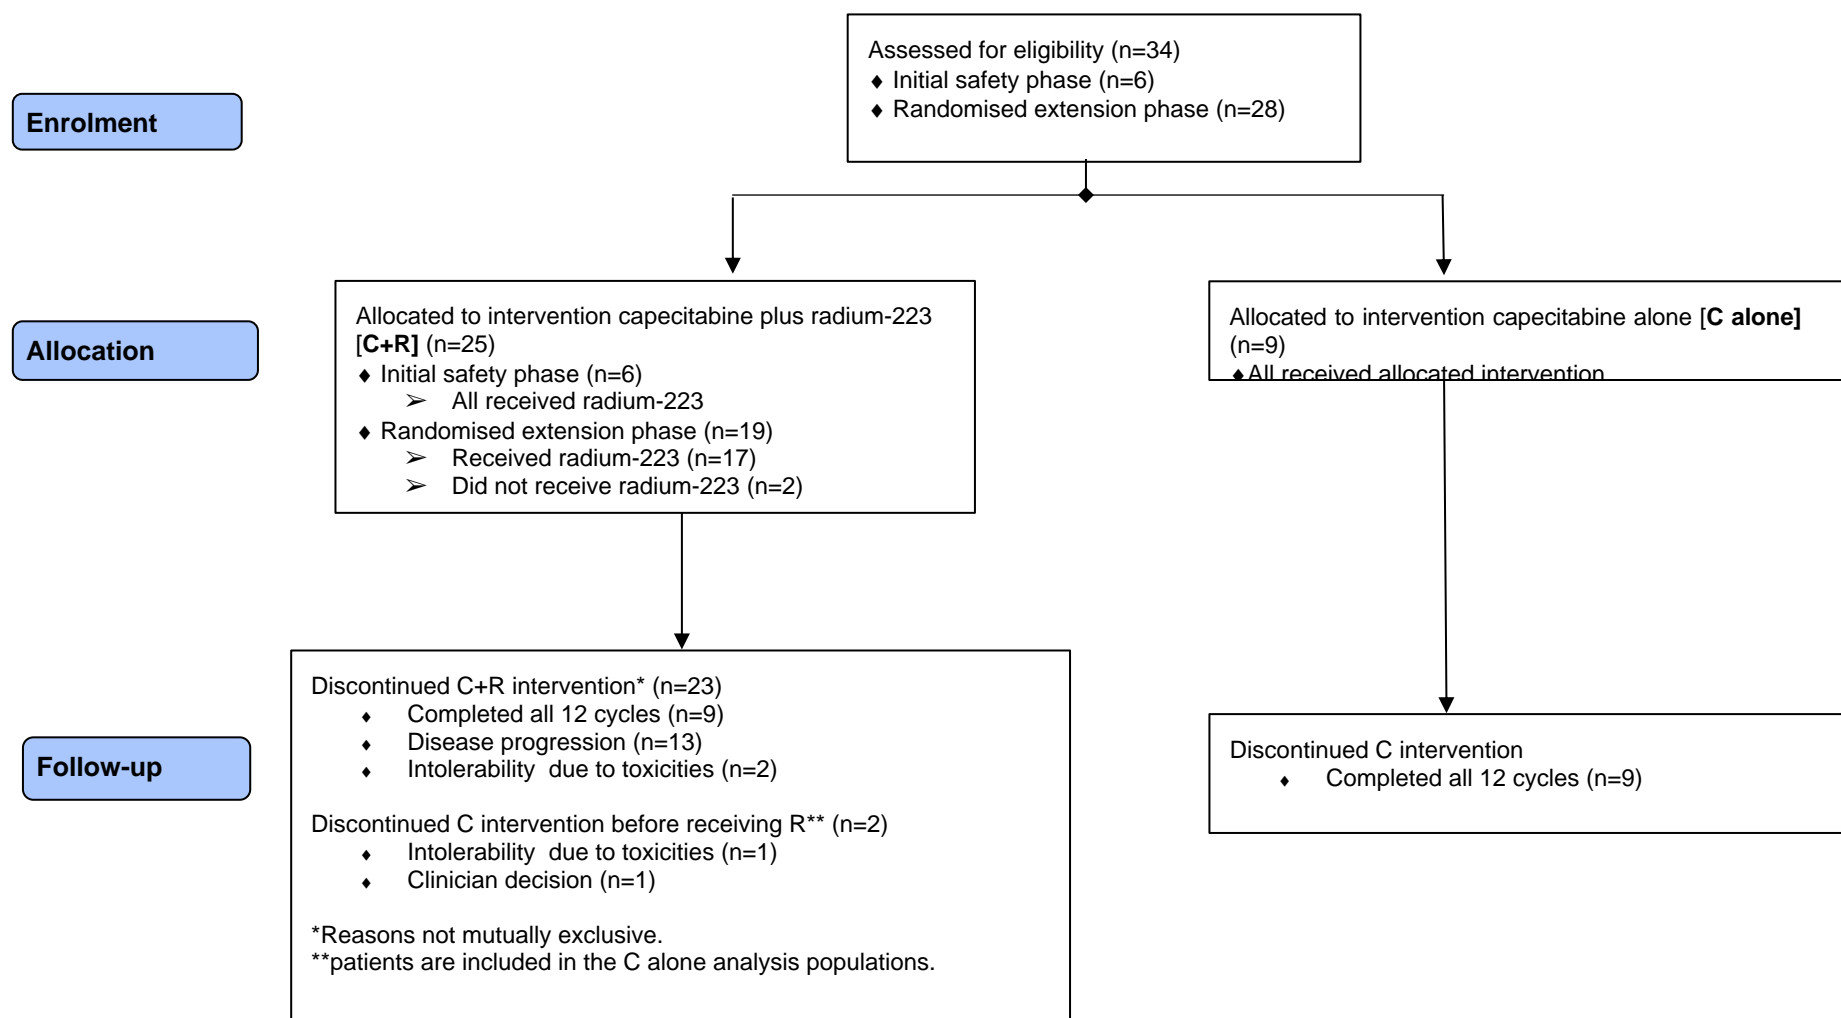 Assessed for eligibility (n=34)
♦ Initial safety phase (n=6)
♦ Randomised extension phase (n=28)
Enrolment
Allocation
Allocated to intervention capecitabine plus radium-223
[C+R] (n=25)
♦ Initial safety phase (n=6)
➢ All received radium-223
♦ Randomised extension phase (n=19)
➢ Received radium-223 (n=17)
➢ Did not receive radium-223 (n=2)
Allocated to intervention capecitabine alone [C alone]
(n=9)
♦All received allocated intervention
Follow-up
Discontinued C+R intervention* (n=23)
♦ Completed all 12 cycles (n=9)
♦ Disease progression (n=13)
♦ Intolerability  due to toxicities (n=2)
Discontinued C intervention before receiving R** (n=2)
♦ Intolerability  due to toxicities (n=1)
♦ Clinician decision (n=1)
*Reasons not mutually exclusive.
**patients are included in the C alone analysis populations.
Discontinued C intervention
♦ Completed all 12 cycles (n=9)